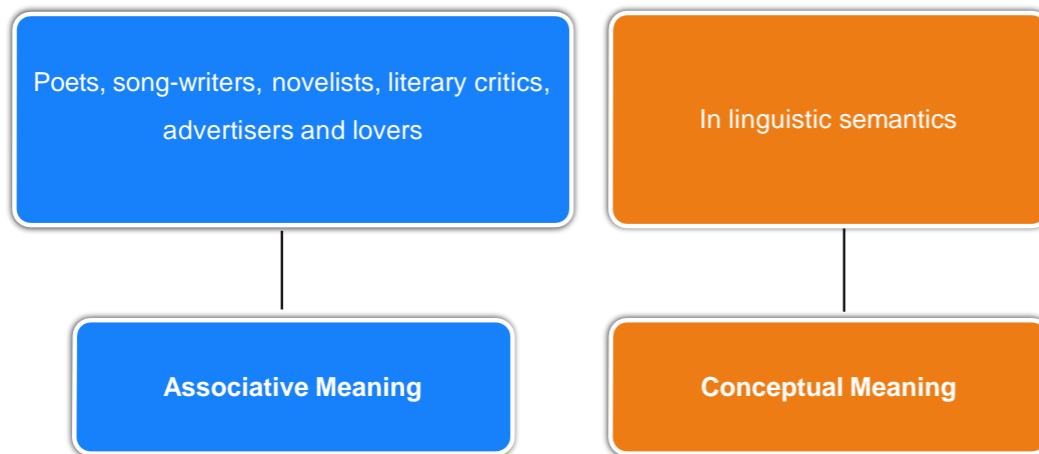 Poets, song-writers, novelists, literary critics,
advertisers and lovers
In linguistic semantics
Associative Meaning
Conceptual Meaning